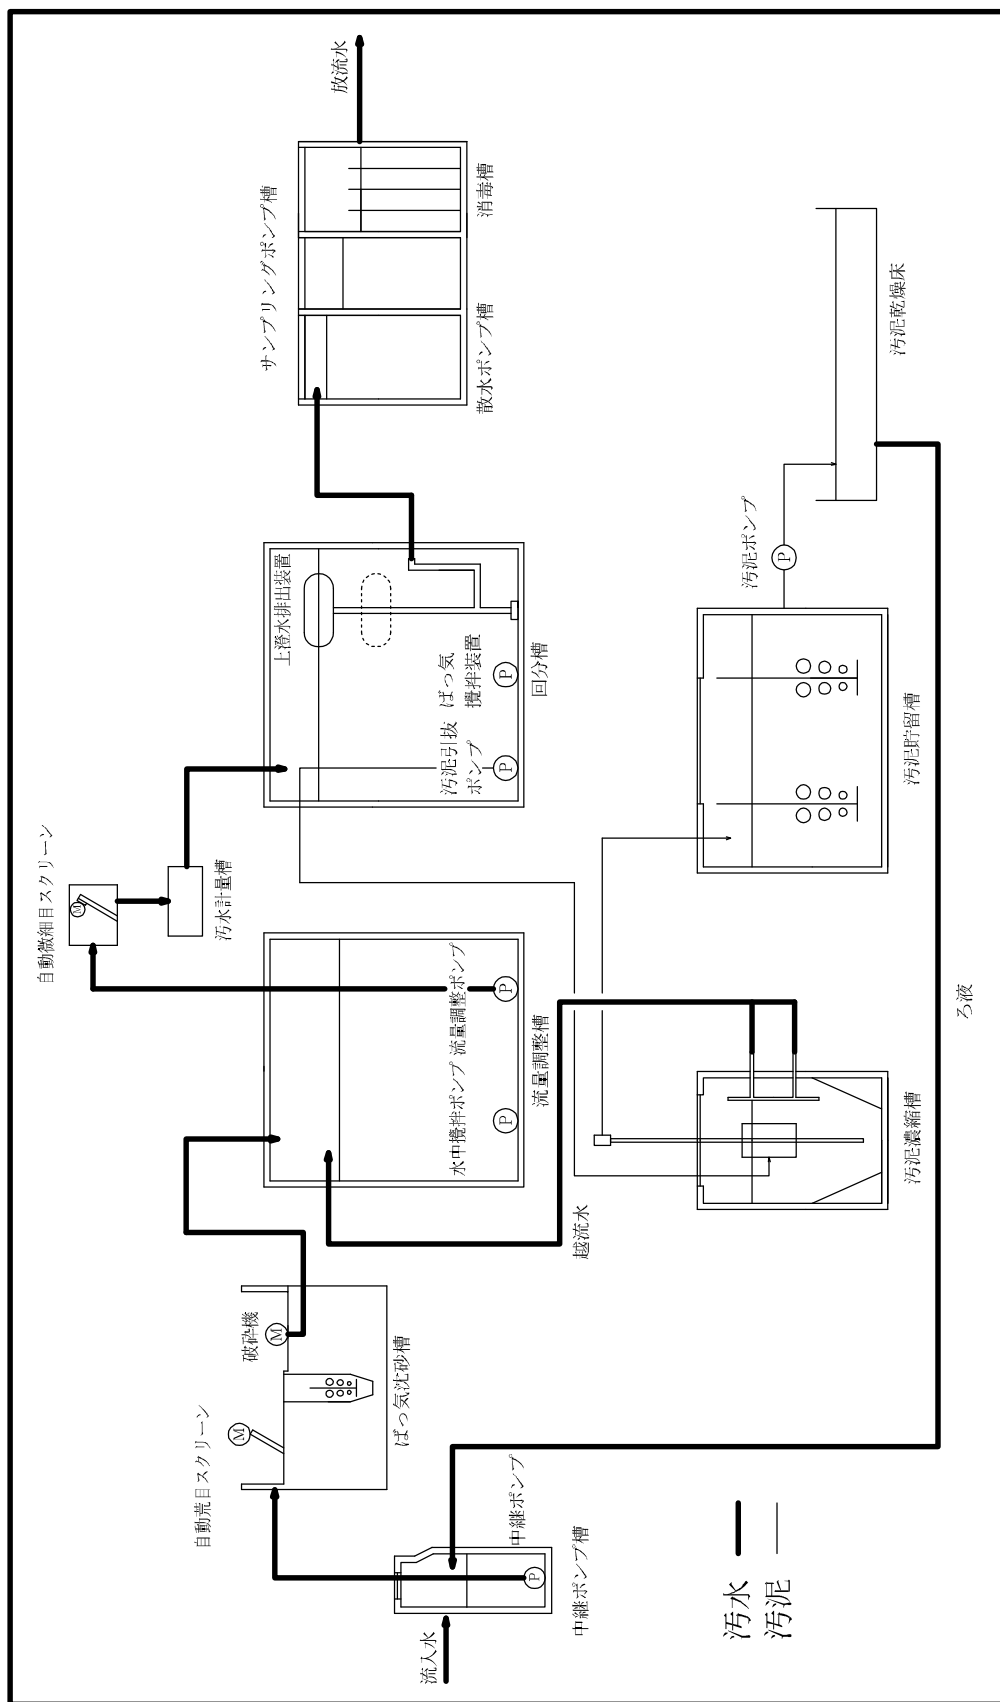 流入水
中継ポンプ
中継ポンプ槽
自動荒目スクリーン
M
破砕機
M
ばっ気沈砂槽
P
水中攪拌ポンプ
流量調整ポンプ
P
P
流量調整槽
自動微細目スクリーン
M
汚水計量槽
上澄水排出装置
汚泥引抜
ポンプ
ばっ気
攪拌装置
P
P
回分槽
サンプリングポンプ槽
散水ポンプ槽
消毒槽
放流水
越流水
汚泥濃縮槽
汚泥貯留槽
汚泥ポンプ
P
汚泥乾燥床
ろ液
汚水
汚泥